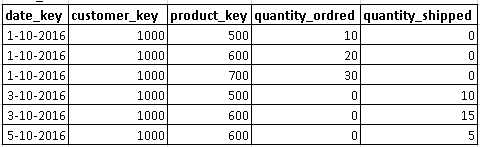 date_key customer_key product_key quantity_ordred quantity_shipped
1-10-2016 1000 500 10 0
1-10-2016 1000 600 20 0
1-10-2016 1000 700 30 0
3-10-2016 1000 500 0 10
3-10-2016 1000 600 0 15
5-10-2016 1000 600 0 5